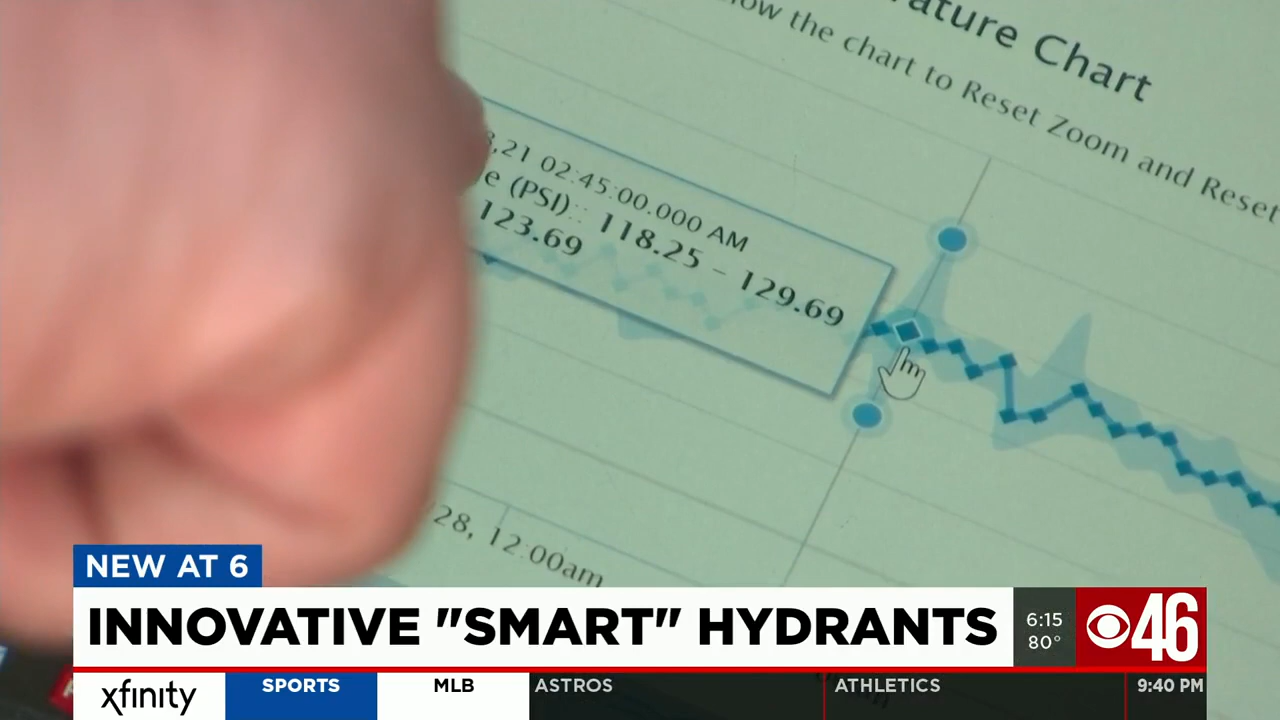 ature Chart
ow the chart to Reset Zoom and Reset
,21 02:45:00.000 AM
e (PSI): 118.25 - 129.69
123.69
28, 12:00am
NEW AT 6
INNOVATIVE "SMART" HYDRANTS
6:15
80°
46
xfinity
SPORTS
MLB
ASTROS
ATHLETICS
9:40 PM